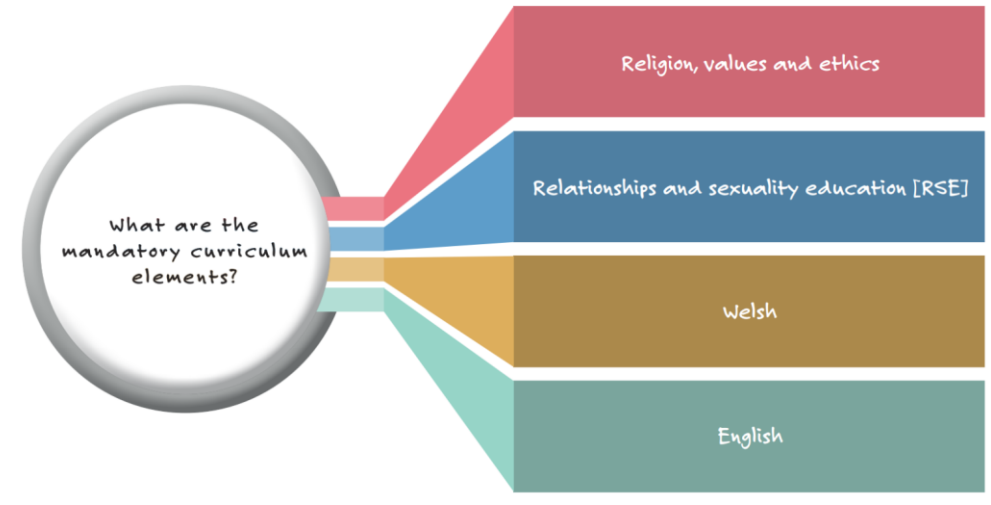 What are the
mandatory curriculum
elements?
Religion, values and ethics
Relationships and sexuality education [RSE]
Welsh
English